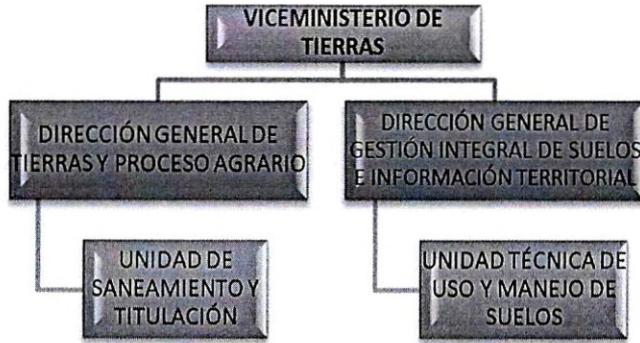 VICEMINISTERIO DE
TIERRAS
DIRECCIÓN GENERAL DE
TIERRAS Y PROCESO AGRARIO
DIRECCIÓN GENERAL DE
GESTIÓN INTEGRAL DE SUELOS
E INFORMACIÓN TERRITORIAL
UNIDAD DE
SANEAMIENTO Y
TITULACIÓN
UNIDAD TÉCNICA DE
USO Y MANEJO DE
SUELOS